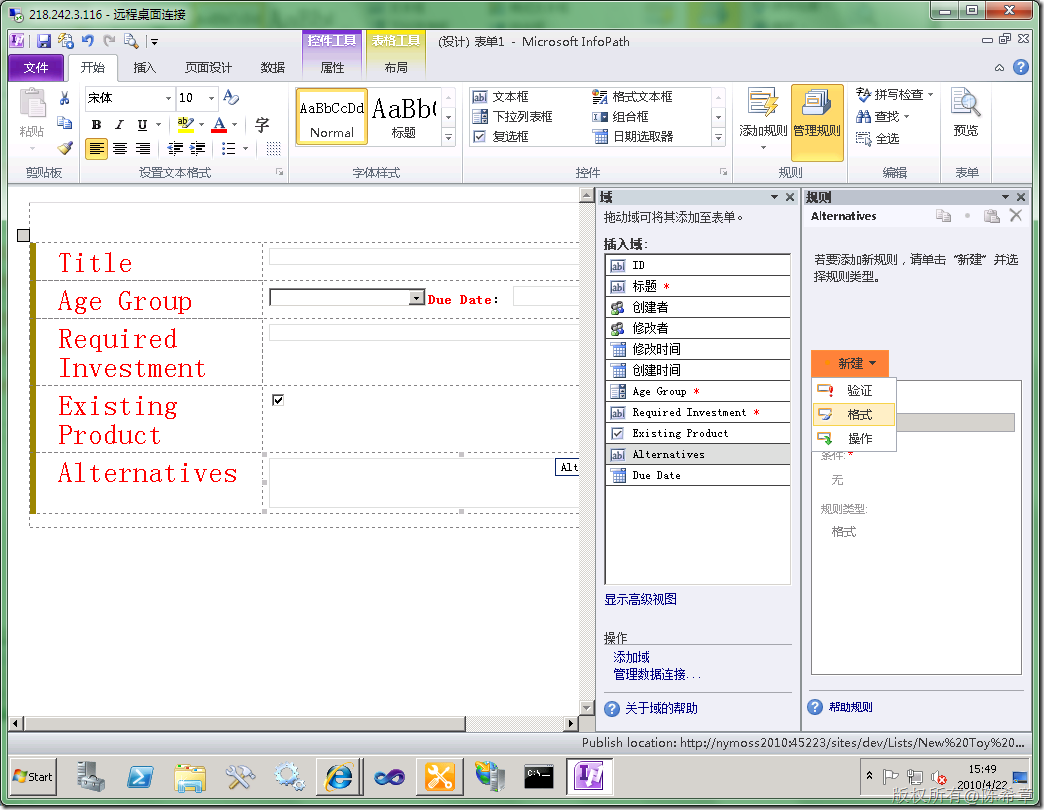 218.242.3.116 - 远程桌面连接
控件工具 表格工具 (设计) 表单1 - Microsoft InfoPath
文件 开始 插入 页面设计 数据 属性 布局
粘贴
剪贴板
宋体 10
B I U ab A 字
设置文本格式
AaBbCcDd
Normal
AaBb(
标题
字体样式
文本框 格式文本框
下拉列表框 组合框
复选框 日期选取器
控件
添加规则 管理规则
规则
拼写检查
查找
全选
编辑
预览
表单
Title
Age Group
Due Date:
Required
Investment
Existing
Product
Alternatives
Alt
域
拖动域可将其添加至表单。
插入域:
ID
标题 *
创建者
修改者
修改时间
创建时间
Age Group *
Required Investment *
Existing Product
Alternatives
Due Date
显示高级视图
操作
添加域
管理数据连接...
关于域的帮助
规则
Alternatives
若要添加新规则，请单击“新建”并选
择规则类型。
新建
验证
格式
操作
条件: *
无
规则类型:
格式
帮助规则
Publish location: http://nymoss2010:45223/sites/dev/Lists/New%20Toy%20...
Start
C:\_
15:49
2010/4/22
版权所有@陈希章